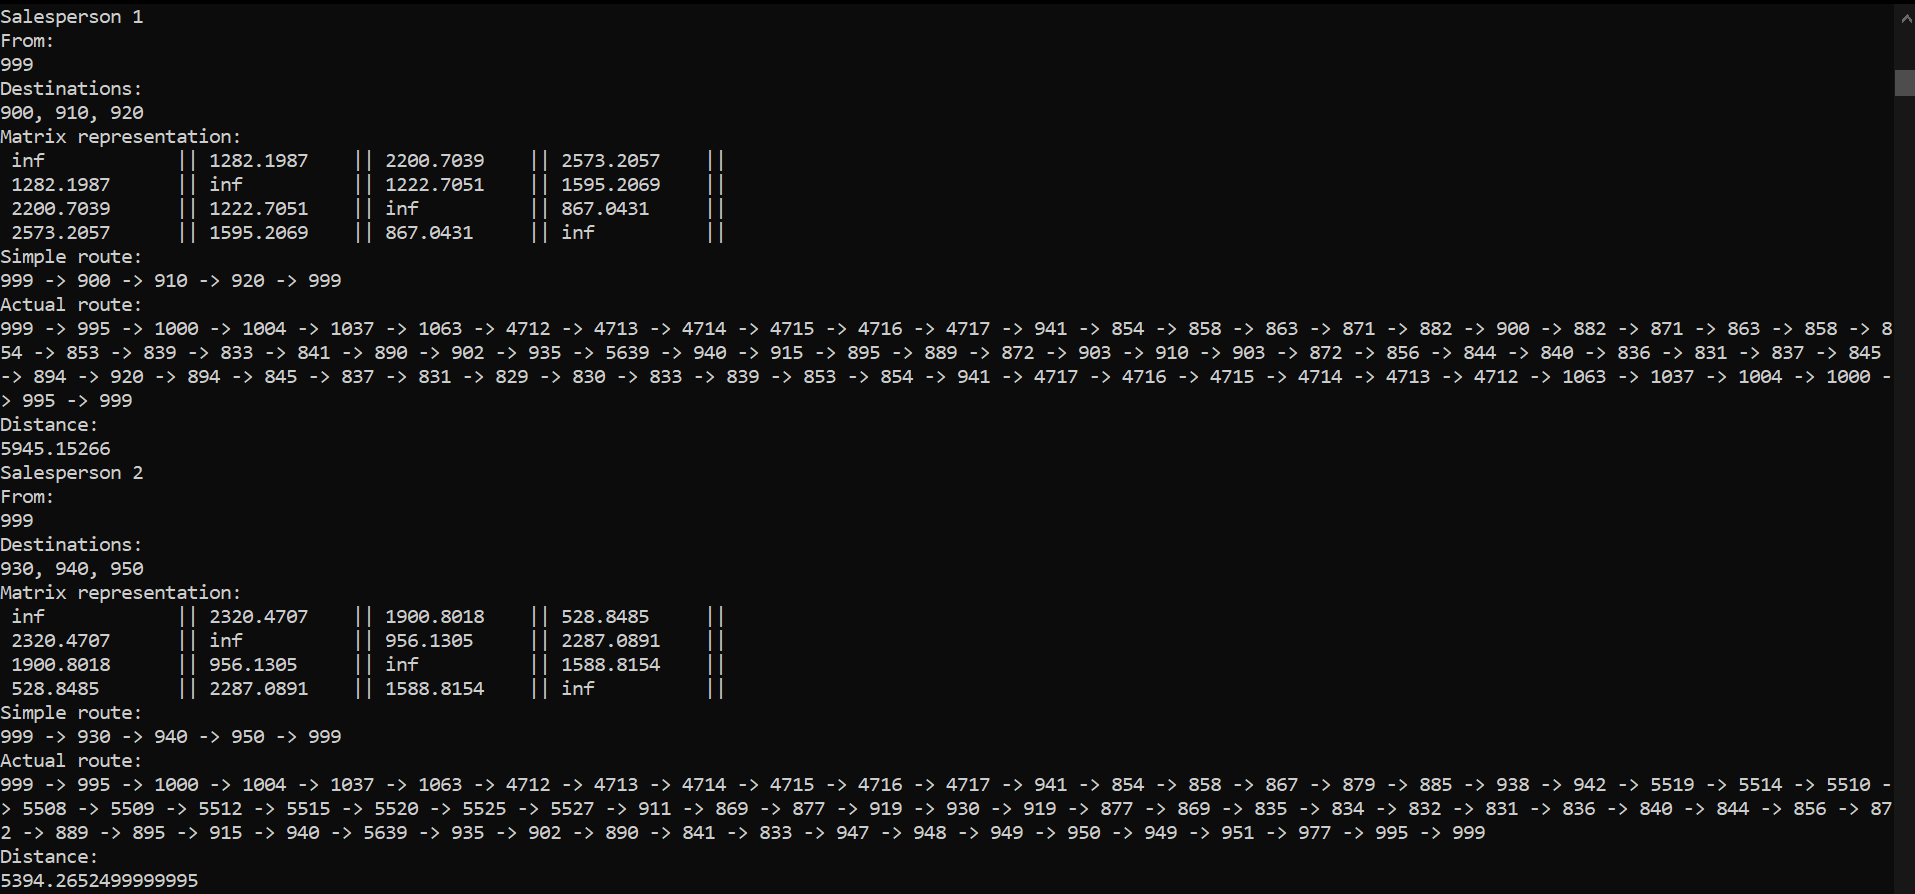 Salesperson 1
From:
999
Destinations:
900, 910, 920
Matrix representation:
inf || 1282.1987 || 2200.7039 || 2573.2057 ||
1282.1987 || inf || 1222.7051 || 1595.2069 ||
2200.7039 || 1222.7051 || inf || 867.0431 ||
2573.2057 || 1595.2069 || 867.0431 || inf ||
Simple route:
999 -> 900 -> 910 -> 920 -> 999
Actual route:
999 -> 995 -> 1000 -> 1004 -> 1037 -> 1063 -> 4712 -> 4713 -> 4714 -> 4715 -> 4716 -> 4717 -> 941 -> 854 -> 858 -> 863 -> 871 -> 882 -> 900 -> 882 -> 871 -> 863 -> 858 -> 8
54 -> 853 -> 839 -> 833 -> 841 -> 890 -> 902 -> 935 -> 5639 -> 940 -> 915 -> 895 -> 889 -> 872 -> 903 -> 910 -> 903 -> 872 -> 856 -> 844 -> 840 -> 836 -> 831 -> 837 -> 845
-> 894 -> 920 -> 894 -> 845 -> 837 -> 831 -> 829 -> 830 -> 833 -> 839 -> 853 -> 854 -> 941 -> 4717 -> 4716 -> 4715 -> 4714 -> 4713 -> 4712 -> 1063 -> 1037 -> 1004 -> 1000 -
> 995 -> 999
Distance:
5945.15266
Salesperson 2
From:
999
Destinations:
930, 940, 950
Matrix representation:
inf || 2320.4707 || 1900.8018 || 528.8485 ||
2320.4707 || inf || 956.1305 || 2287.0891 ||
1900.8018 || 956.1305 || inf || 1588.8154 ||
528.8485 || 2287.0891 || 1588.8154 || inf ||
Simple route:
999 -> 930 -> 940 -> 950 -> 999
Actual route:
999 -> 995 -> 1000 -> 1004 -> 1037 -> 1063 -> 4712 -> 4713 -> 4714 -> 4715 -> 4716 -> 4717 -> 941 -> 854 -> 858 -> 867 -> 879 -> 885 -> 938 -> 942 -> 5519 -> 5514 -> 5510 -
> 5508 -> 5509 -> 5512 -> 5515 -> 5520 -> 5525 -> 5527 -> 911 -> 869 -> 877 -> 919 -> 930 -> 919 -> 877 -> 869 -> 835 -> 834 -> 832 -> 831 -> 836 -> 840 -> 844 -> 856 -> 87
2 -> 889 -> 895 -> 915 -> 940 -> 5639 -> 935 -> 902 -> 890 -> 841 -> 833 -> 947 -> 948 -> 949 -> 950 -> 949 -> 951 -> 977 -> 995 -> 999
Distance:
5394.2652499999995